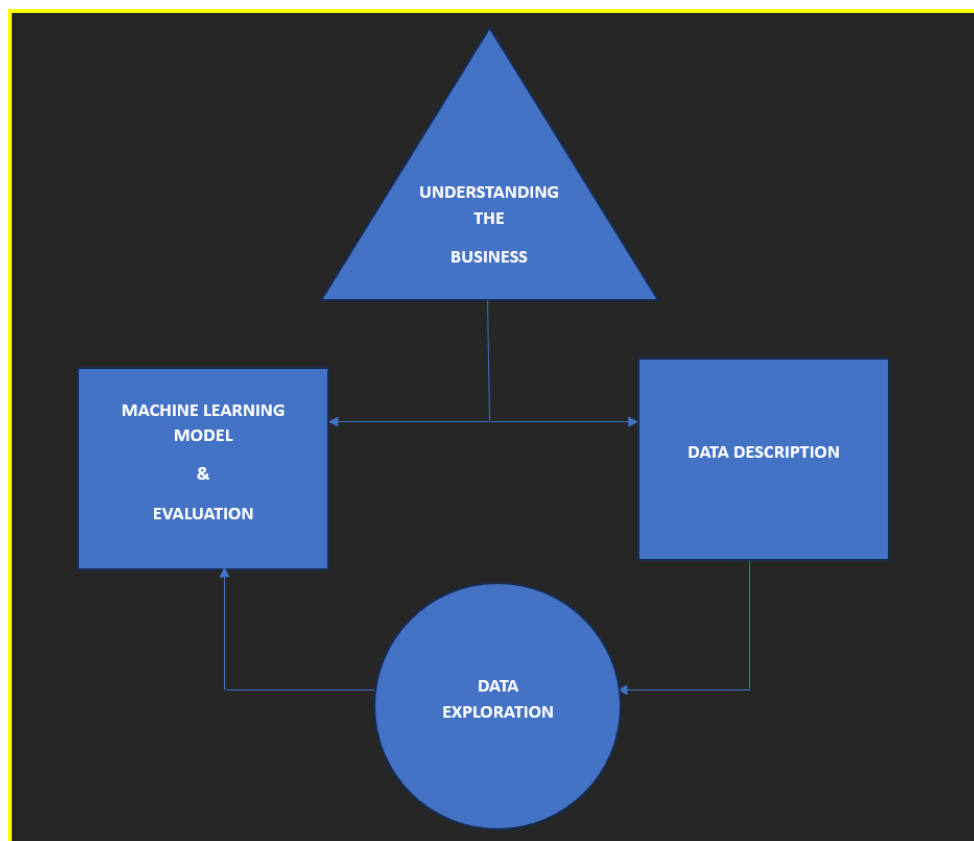 UNDERSTANDING
THE
BUSINESS
MACHINE LEARNING
MODEL
&
EVALUATION
DATA DESCRIPTION
DATA
EXPLORATION